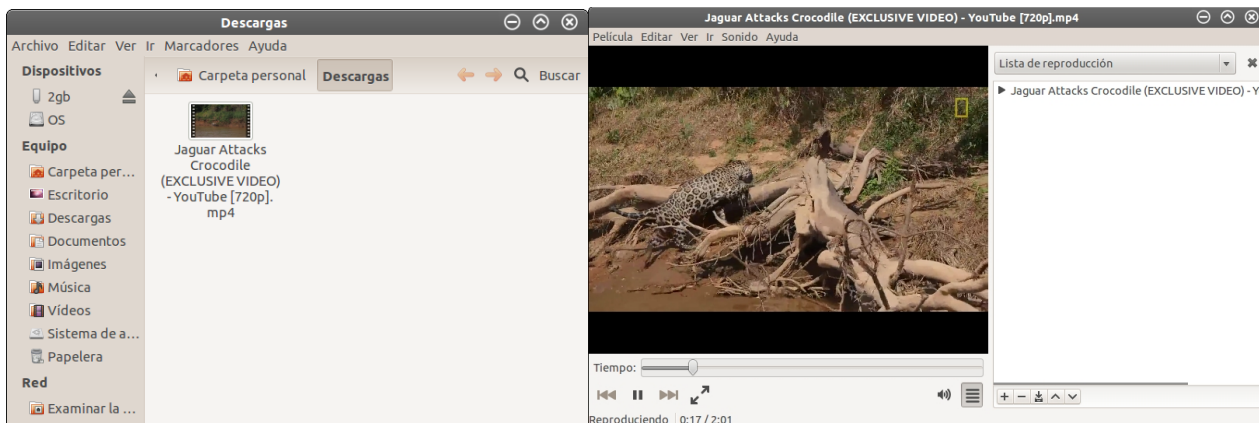 Descargas
Archivo Editar Ver Ir Marcadores Ayuda
Dispositivos
2gb
OS
Equipo
Carpeta per...
Escritorio
Descargas
Documentos
Imágenes
Música
Vídeos
Sistema de a...
Papelera
Red
Examinar la ...
Carpeta personal Descargas Buscar
Jaguar Attacks
Crocodile
(EXCLUSIVE VIDEO)
- YouTube [720p].
mp4
Jaguar Attacks Crocodile (EXCLUSIVE VIDEO) - YouTube [720p].mp4
Película Editar Ver Ir Sonido Ayuda
Lista de reproducción
Jaguar Attacks Crocodile (EXCLUSIVE VIDEO) - Y
Tiempo:
Reproduciendo 0:17 / 2:01